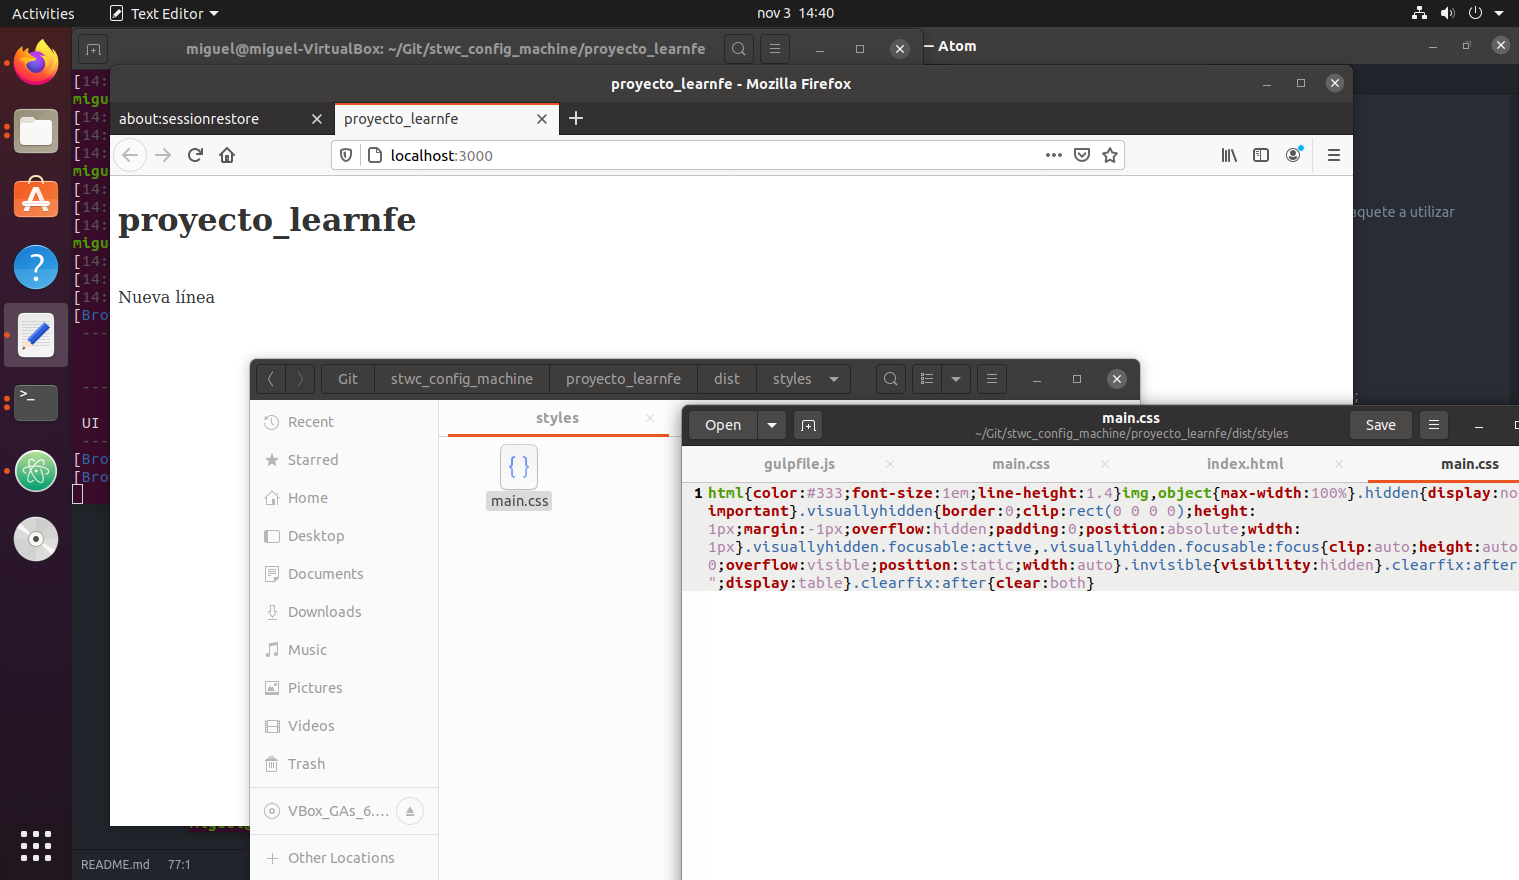 Activities
Text Editor
nov 3 14:40
miguel@miguel-VirtualBox: ~/Git/stwc_config_machine/proyecto_learnfe
– Atom
proyecto_learnfe - Mozilla Firefox
about:sessionrestore
proyecto_learnfe
localhost:3000
[14:
migu
[14:
[14:
[14:
migu
[14:
[14:
[14:
migu
[14:
[14:
[14:
[Bro
----
----
UI
----
[Bro
[Bro
aquete a utilizar
proyecto_learnfe
Nueva línea
Git
stwc_config_machine
proyecto_learnfe
dist
styles
Recent
Starred
Home
Desktop
Documents
Downloads
Music
Pictures
Videos
Trash
VBox_GAs_6....
Other Locations
styles
main.css
Open
main.css
~/Git/stwc_config_machine/proyecto_learnfe/dist/styles
Save
gulpfile.js
main.css
index.html
main.css
1 html{color:#333;font-size:1em;line-height:1.4}img,object{max-width:100%}.hidden{display:no
important}.visuallyhidden{border:0;clip:rect(0 0 0 0);height:
1px;margin:-1px;overflow:hidden;padding:0;position:absolute;width:
1px}.visuallyhidden.focusable:active,.visuallyhidden.focusable:focus{clip:auto;height:auto
0;overflow:visible;position:static;width:auto}.invisible{visibility:hidden}.clearfix:after
";display:table}.clearfix:after{clear:both}
README.md
77:1